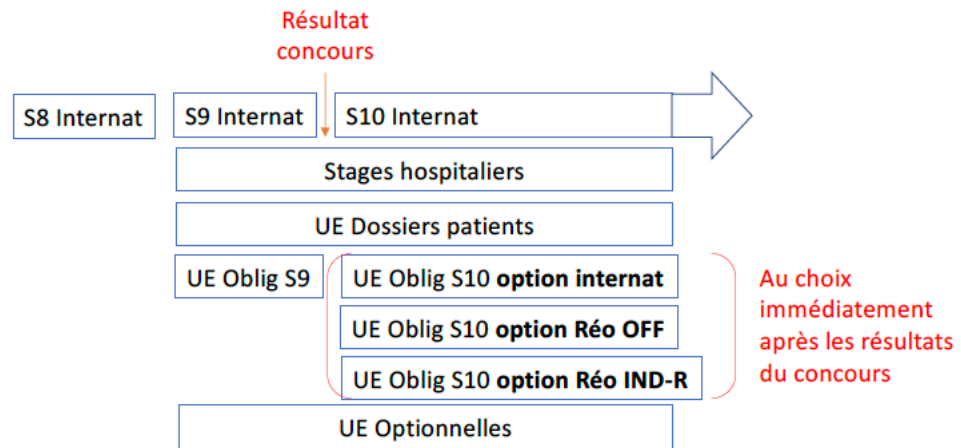 Résultat
concours
S8 Internat
S9 Internat
S10 Internat
Stages hospitaliers
UE Dossiers patients
UE Oblig S9
UE Oblig S10 option internat
UE Oblig S10 option Réo OFF
UE Oblig S10 option Réo IND-R
Au choix
immédiatement
après les résultats
du concours
UE Optionnelles